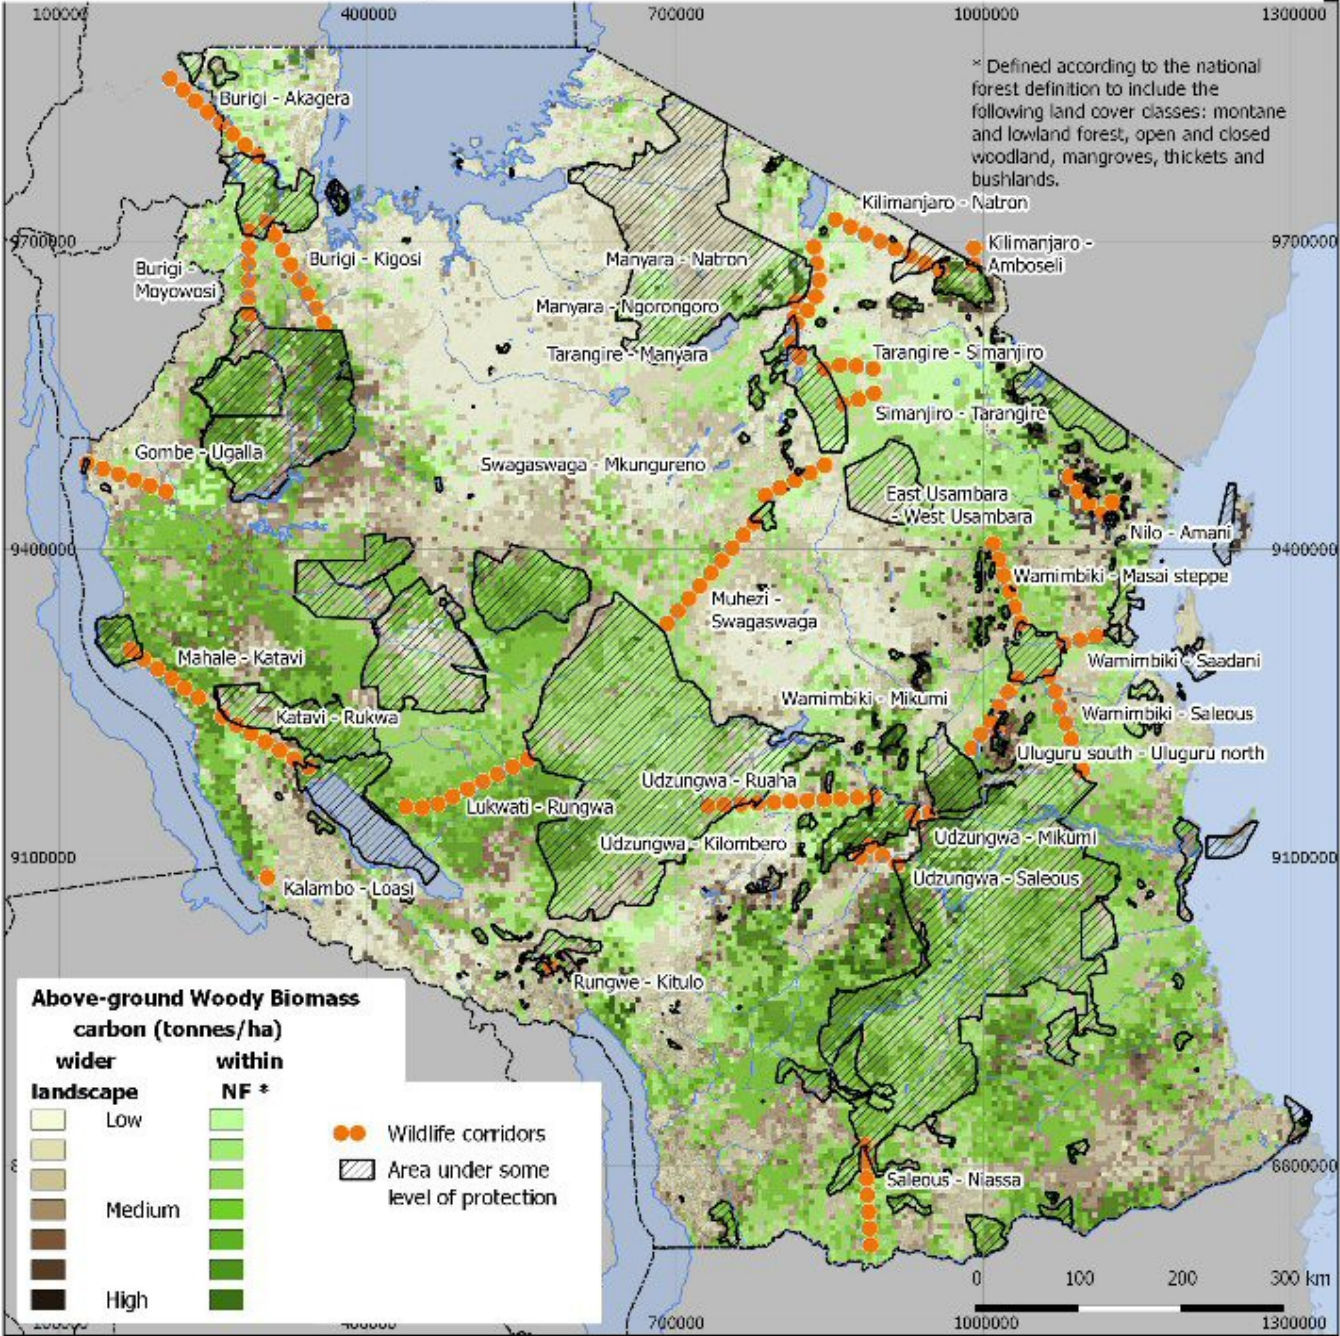 100000 400000 700000 1000000 1300000
* Defined according to the national
forest definition to include the
following land cover classes: montane
and lowland forest, open and closed
woodland, mangroves, thickets and
bushlands.
Burigi - Akagera
Kilimanjaro - Natron
9700000
9700000
Kilimanjaro -
Amboseli
Burigi -
Moyowosi
Burigi - Kigosi
Manyara - Natron
Manyara - Ngorongoro
Tarangire - Manyara
Tarangire - Simanjiro
Simanjiro - Tarangire
Gombe - Ugalla
Swagaswaga - Mkungureno
East Usambara
- West Usambara
Nilo - Amani
9400000
9400000
Wamimbiki - Masai steppe
Muhezi -
Swagaswaga
Mahale - Katavi
Wamimbiki - Saadani
Wamimbiki - Mikumi
Katavi - Rukwa
Wamimbiki - Saleous
Uluguru south - Uluguru north
Udzungwa - Ruaha
Lukwati - Rungwa
Udzungwa - Kilombero
Udzungwa - Mikumi
9100000
9100000
Udzungwa - Saleous
Kalambo - Loasi
Rungwe - Kitulo
Above-ground Woody Biomass
carbon (tonnes/ha)
wider within
landscape NF *
Low
Medium
High
Wildlife corridors
Area under some
level of protection
8800000
Saleous - Niassa
0 100 200 300 km
700000 1000000 1300000